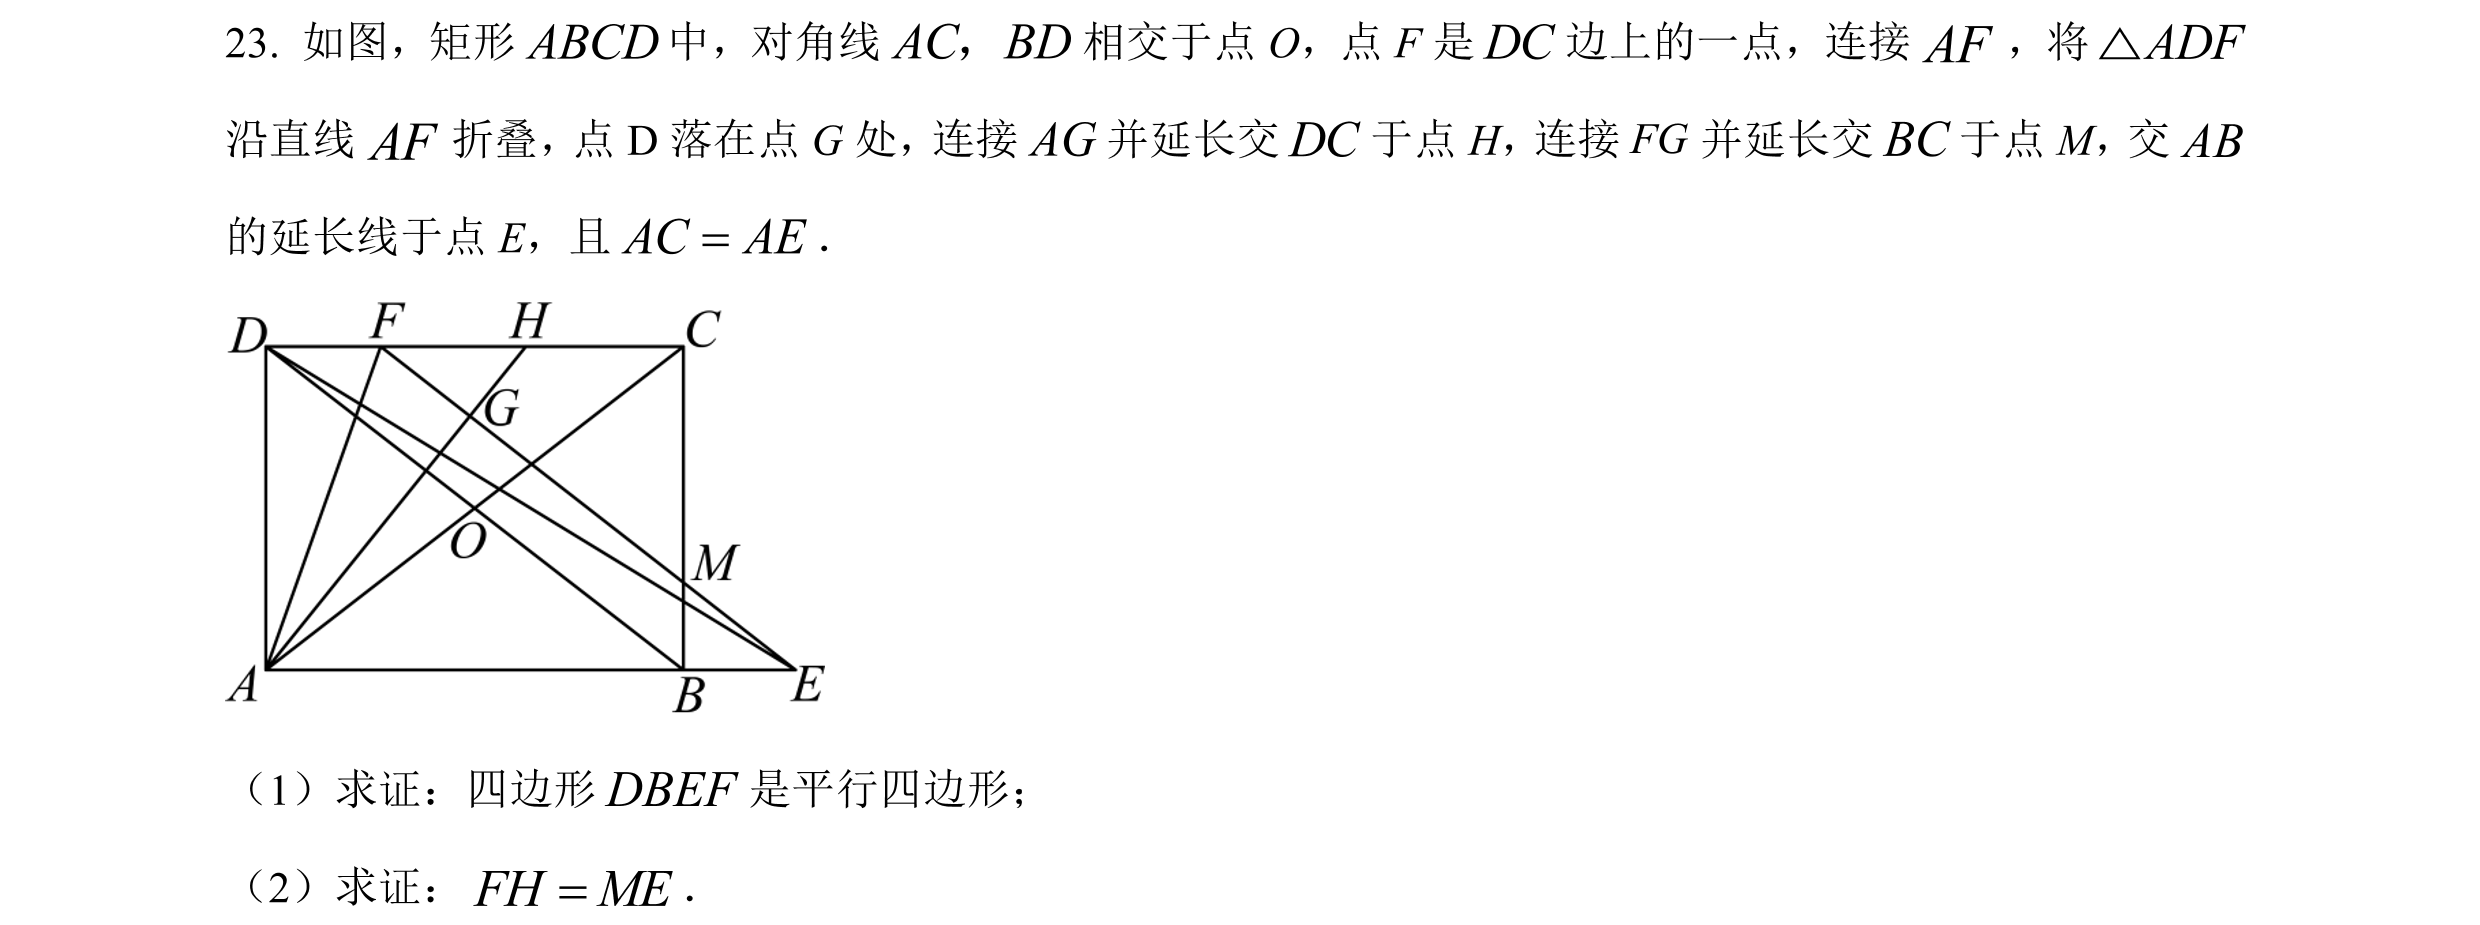 23. 如图，矩形 ABCD 中，对角线 AC，BD 相交于点 O，点 F 是 DC 边上的一点，连接 AF ，将 △ADF
沿直线 AF 折叠，点 D 落在点 G 处，连接 AG 并延长交 DC 于点 H，连接 FG 并延长交 BC 于点 M，交 AB
的延长线于点 E，且 AC = AE .
D F H C
G
O M
A B E
（1）求证：四边形 DBEF 是平行四边形；
（2）求证： FH = ME .